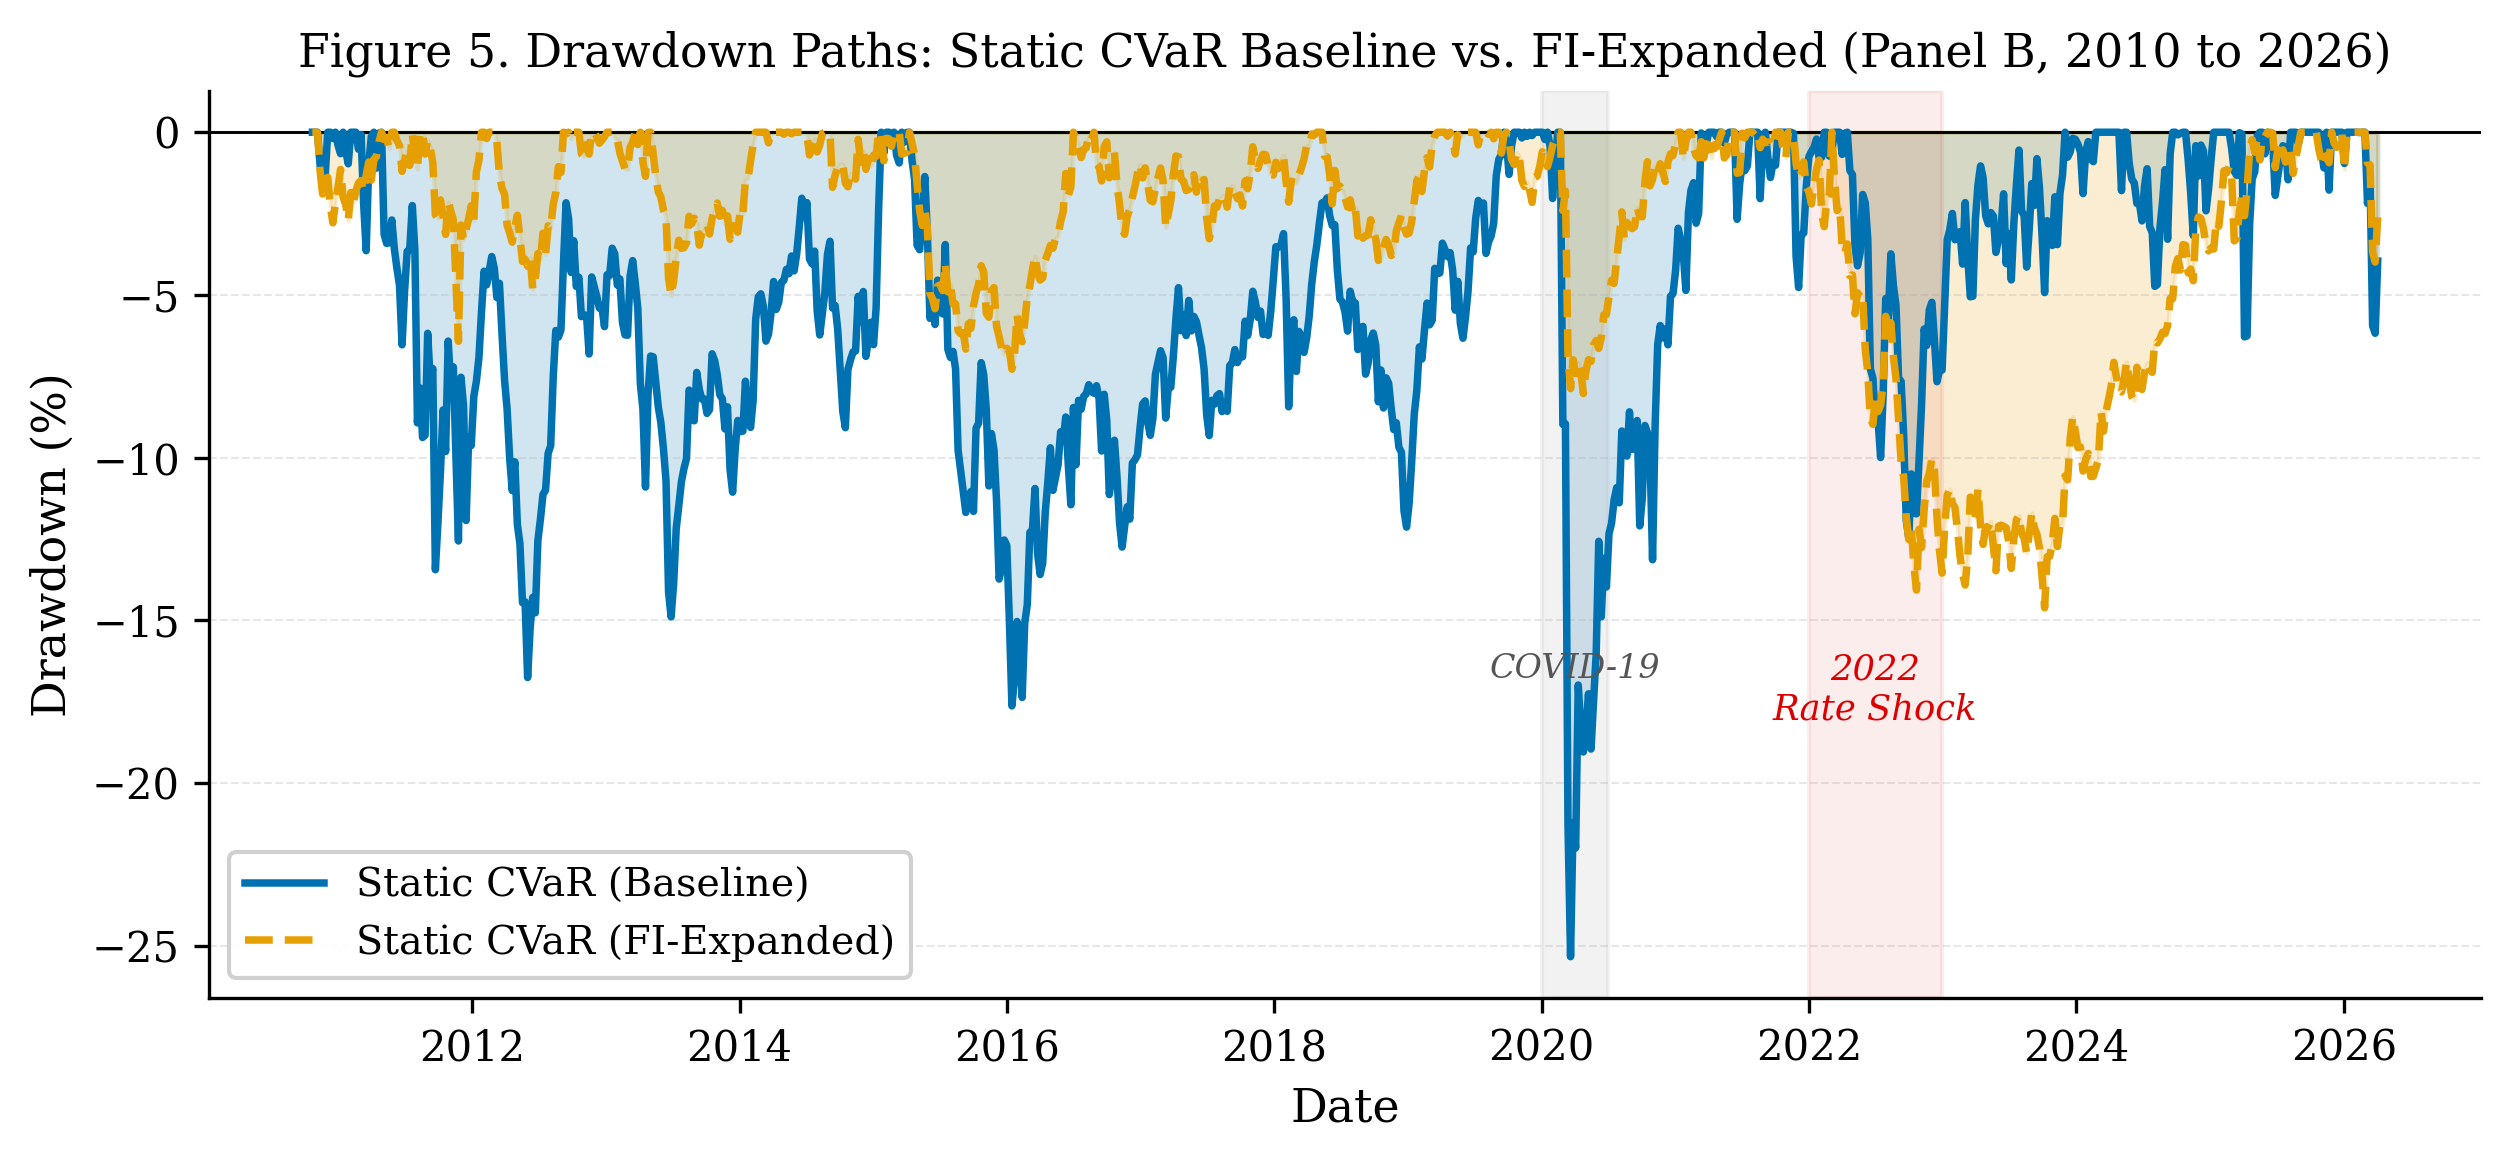 Figure 5. Drawdown Paths: Static CVaR Baseline vs. FI-Expanded (Panel B, 2010 to 2026)
Drawdown (%)
0
−5
−10
−15
−20
−25
COVID-19
2022
Rate Shock
Static CVaR (Baseline)
Static CVaR (FI-Expanded)
2012 2014 2016 2018 2020 2022 2024 2026
Date